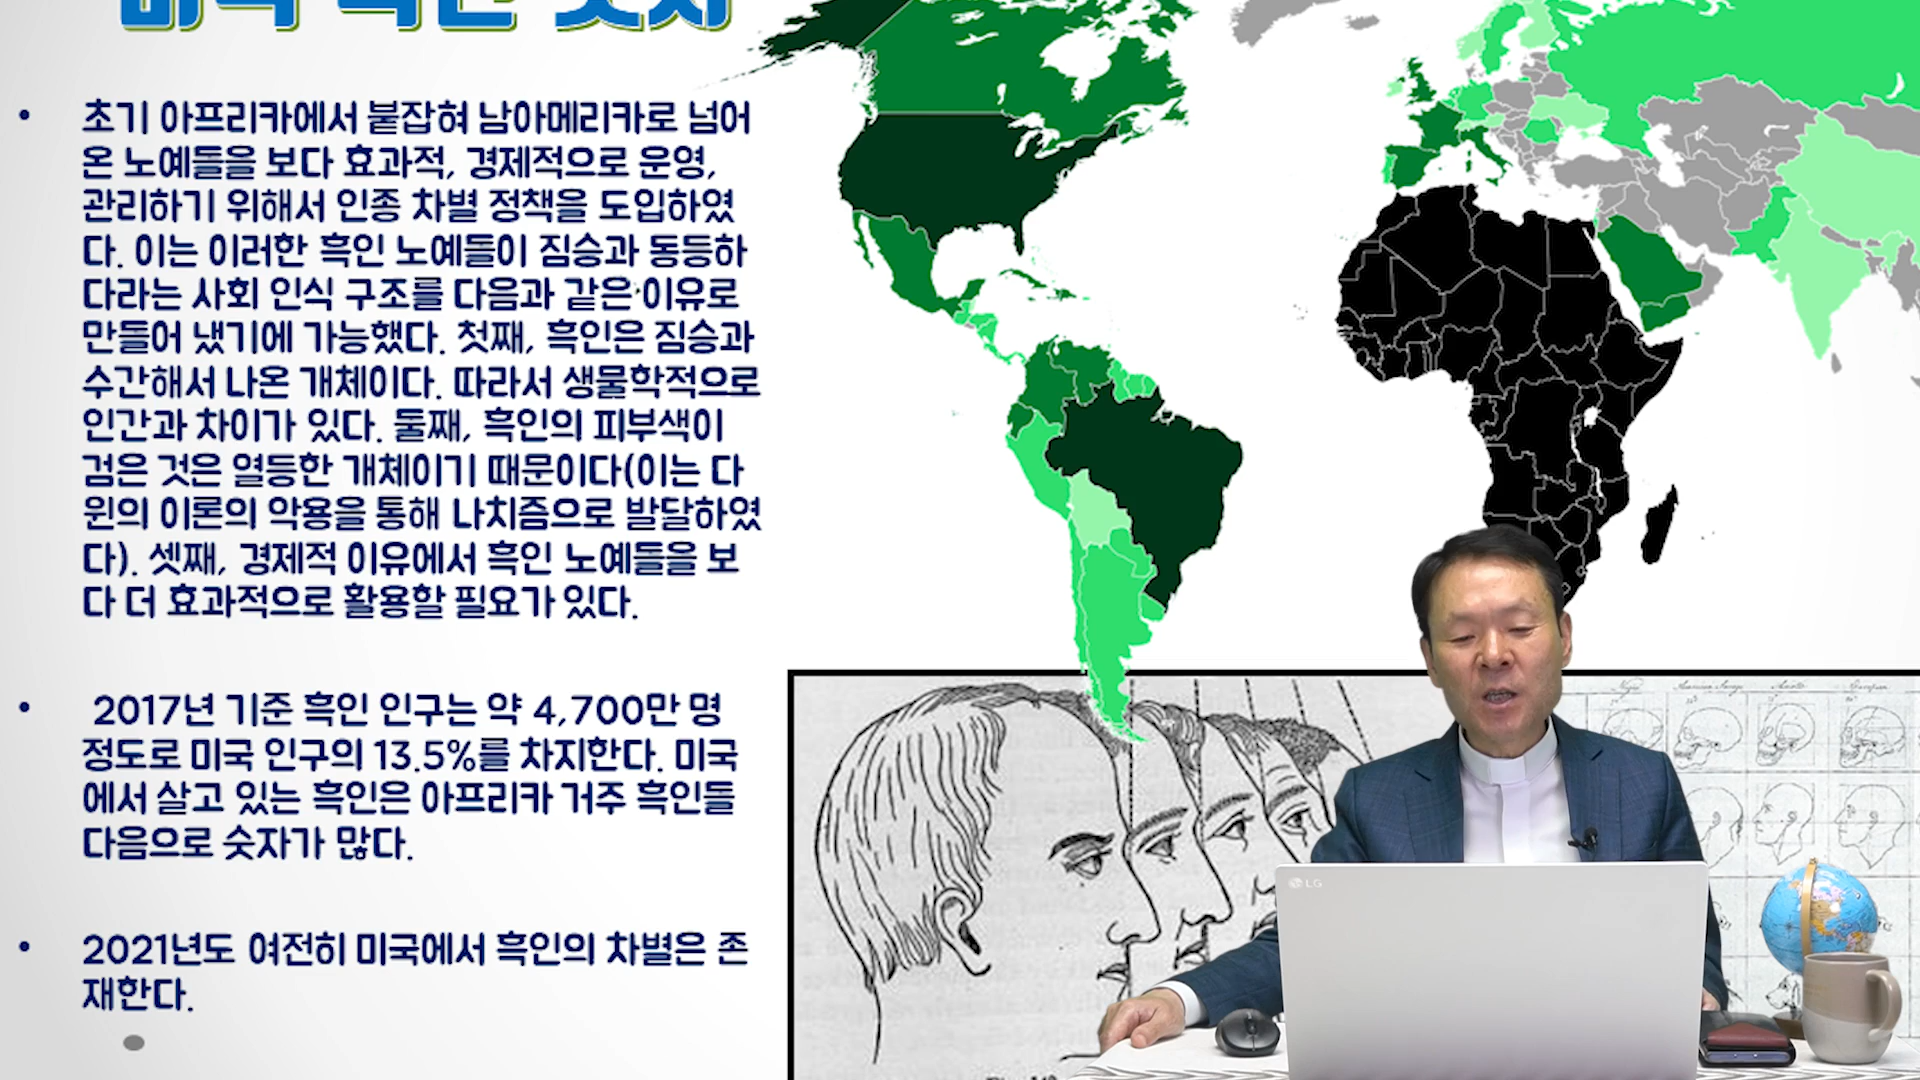 미국 흑인 숫자
• 초기 아프리카에서 붙잡혀 남아메리카로 넘어
온 노예들을 보다 효과적, 경제적으로 운영,
관리하기 위해서 인종 차별 정책을 도입하였
다. 이는 이러한 흑인 노예들이 짐승과 동등하
다라는 사회 인식 구조를 다음과 같은 이유로
만들어 냈기에 가능했다. 첫째, 흑인은 짐승과
수간해서 나온 개체이다. 따라서 생물학적으로
인간과 차이가 있다. 둘째, 흑인의 피부색이
검은 것은 열등한 개체이기 때문이다(이는 다
윈의 이론의 악용을 통해 나치즘으로 발달하였
다). 셋째, 경제적 이유에서 흑인 노예들을 보
다 더 효과적으로 활용할 필요가 있다.
• 2017년 기준 흑인 인구는 약 4,700만 명
정도로 미국 인구의 13.5%를 차지한다. 미국
에서 살고 있는 흑인은 아프리카 거주 흑인들
다음으로 숫자가 많다.
• 2021년도 여전히 미국에서 흑인의 차별은 존
재한다.
LG